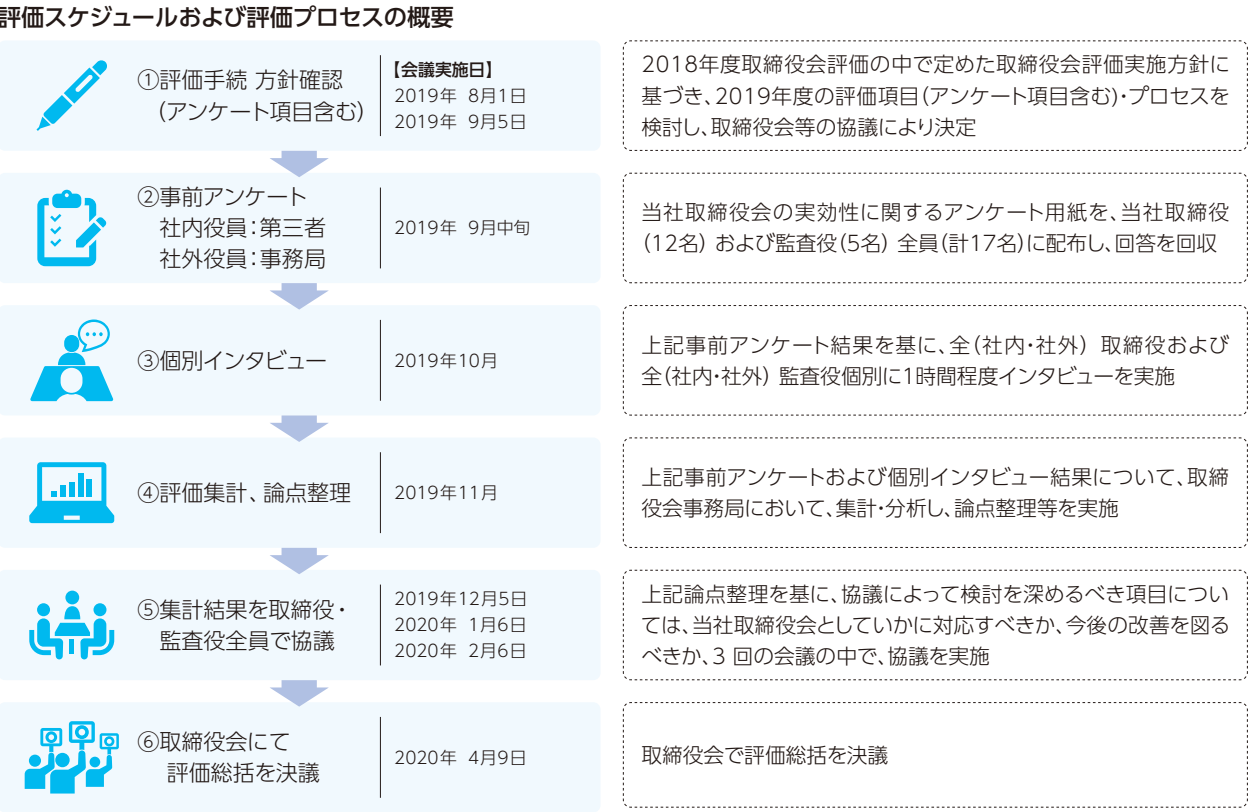 評価スケジュールおよび評価プロセスの概要
①評価手続 方針確認
(アンケート項目含む)
【会議実施日】
2019年 8月1日
2019年 9月5日
2018年度取締役会評価の中で定めた取締役会評価実施方針に
基づき、2019年度の評価項目(アンケート項目含む)・プロセスを
検討し、取締役会等の協議により決定
②事前アンケート
社内役員:第三者
社外役員:事務局
2019年 9月中旬
当社取締役会の実効性に関するアンケート用紙を、当社取締役
(12名) および監査役(5名) 全員(計17名)に配布し、回答を回収
③個別インタビュー
2019年10月
上記事前アンケート結果を基に、全(社内・社外) 取締役および
全(社内・社外) 監査役個別に1時間程度インタビューを実施
④評価集計、論点整理
2019年11月
上記事前アンケートおよび個別インタビュー結果について、取締
役会事務局において、集計・分析し、論点整理等を実施
⑤集計結果を取締役・
監査役全員で協議
2019年12月5日
2020年 1月6日
2020年 2月6日
上記論点整理を基に、協議によって検討を深めるべき項目につい
ては、当社取締役会としていかに対応すべきか、今後の改善を図る
べきか、3 回の会議の中で、協議を実施
⑥取締役会にて
評価総括を決議
2020年 4月9日
取締役会で評価総括を決議